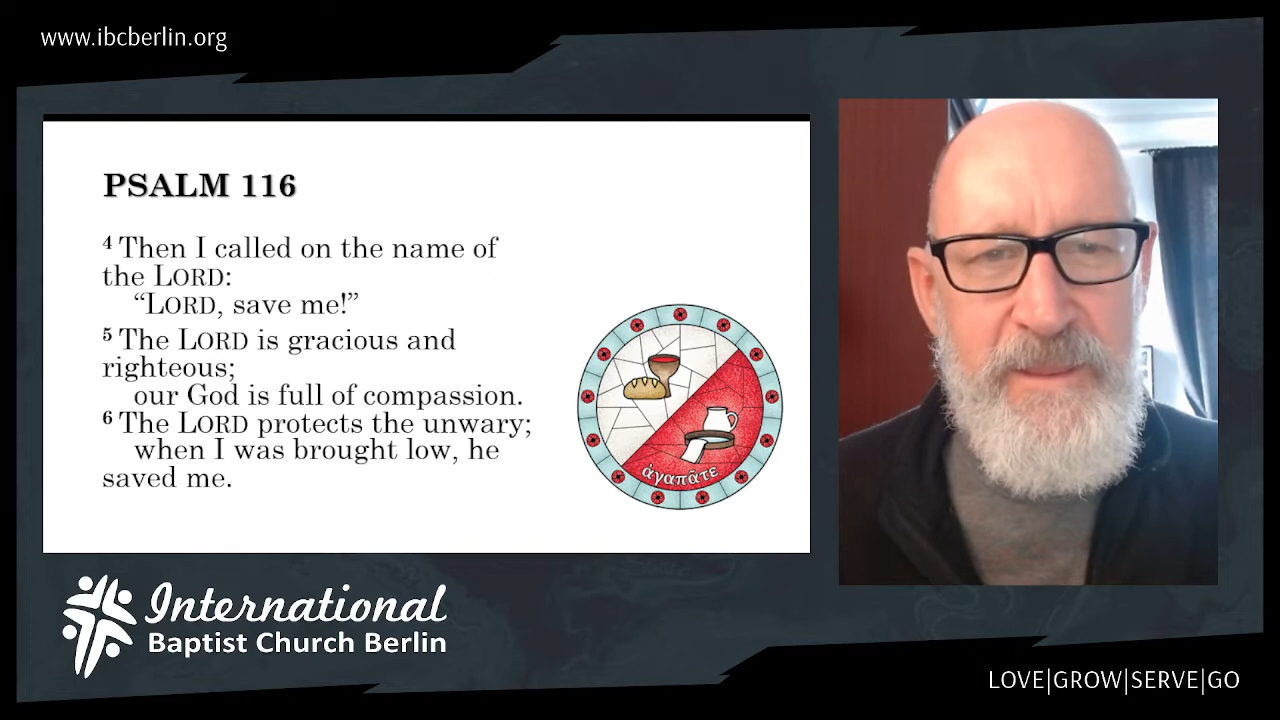 www.ibcberlin.org
PSALM 116
4 Then I called on the name of
the LORD:
“LORD, save me!”
5 The LORD is gracious and
righteous;
our God is full of compassion.
6 The LORD protects the unwary;
when I was brought low, he
saved me.
ἀγαπᾶτε
International
Baptist Church Berlin
LOVE|GROW|SERVE|GO